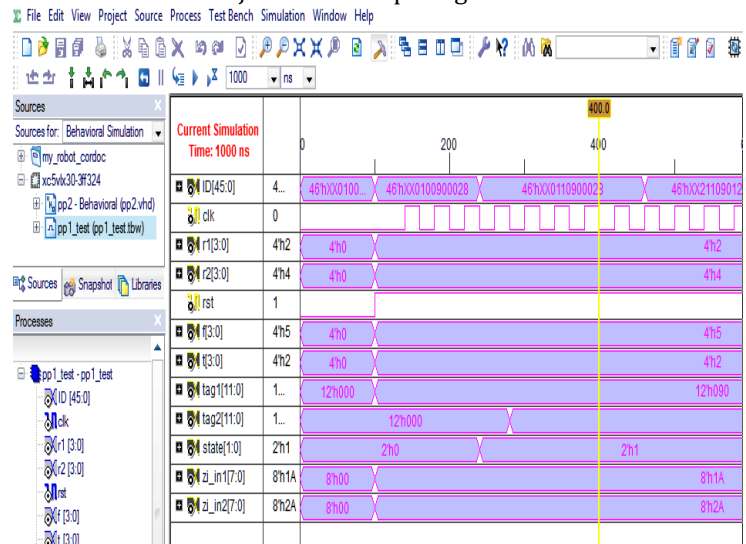 File Edit View Project Source Process Test Bench Simulation Window Help
1000 ns
Sources
Sources for: Behavioral Simulation
my_robot_cordoc
xc5vlx30-3ff324
pp2 - Behavioral (pp2.vhd)
pp1_test (pp1_test.tbw)
Sources Snapshot Libraries
Processes
pp1_test - pp1_test
ID [45:0]
clk
r1 [3:0]
r2 [3:0]
rst
f [3:0]
t [3:0]
Current Simulation
Time: 1000 ns
400.0
0 200 400
ID[45:0] 4... 46'hXX0100... 46'hXX0100900028 46'hXX0110900023 46'hXX21109012
clk 0
r1[3:0] 4'h2 4'h0 4'h2
r2[3:0] 4'h4 4'h0 4'h4
rst 1
f[3:0] 4'h5 4'h0 4'h5
t[3:0] 4'h2 4'h0 4'h2
tag1[11:0] 1... 12'h000 12'h090
tag2[11:0] 1... 12'h000
state[1:0] 2'h1 2'h0 2'h1
zi_in1[7:0] 8'h1A 8'h00 8'h1A
zi_in2[7:0] 8'h2A 8'h00 8'h2A